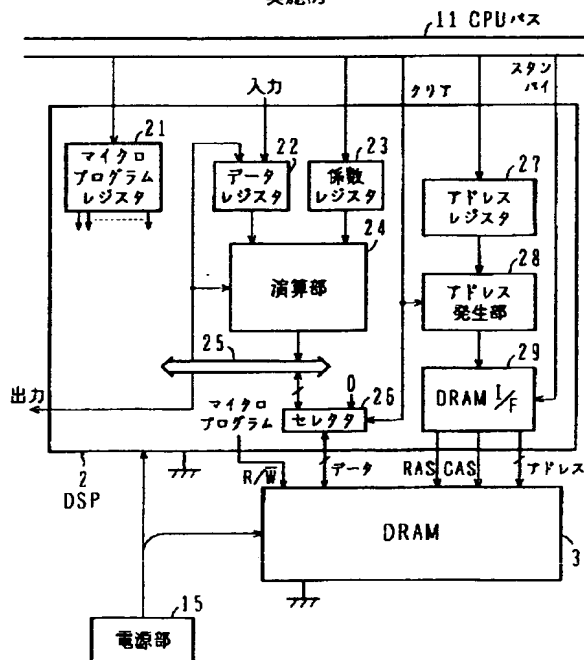 11 CPUバス
入力
クリア
スタン
バイ
21
マイクロ
プログラム
レジスタ
22
データ
レジスタ
23
係数
レジスタ
27
アドレス
レジスタ
24
演算部
28
アドレス
発生部
25
29
DRAM I/F
出力
マイクロ
プログラム
0
26
セレクタ
2
DSP
R/W̅
データ
RAS CAS アドレス
DRAM
3
15
電源部